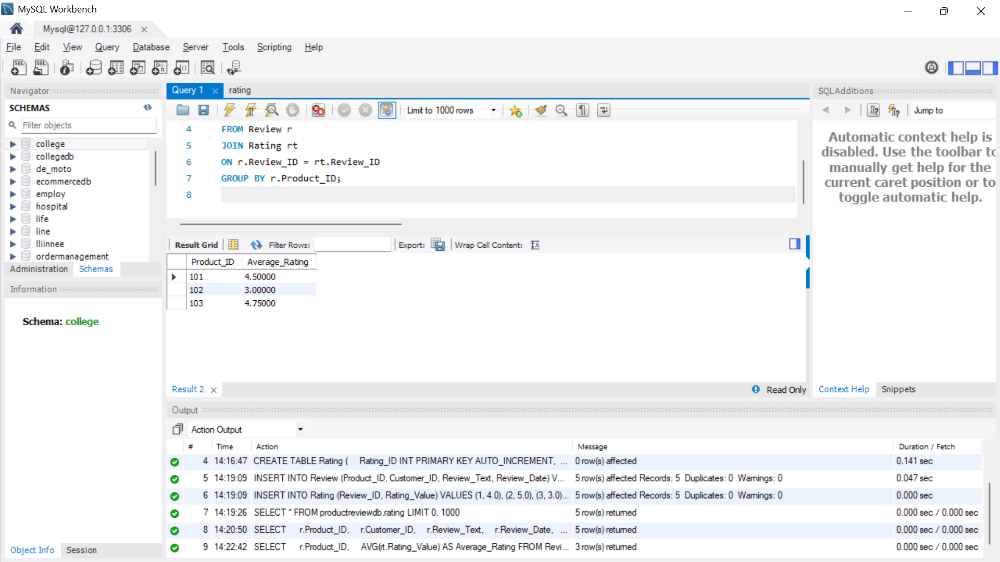 MySQL Workbench
Mysql@127.0.0.1:3306
File Edit View Query Database Server Tools Scripting Help
Navigator
SCHEMAS
Filter objects
college
collegedb
de_moto
ecommercedb
employ
hospital
life
line
lliinnee
ordermanagement
Administration Schemas
Information
Schema: college
Object Info Session
Query 1 rating
Limit to 1000 rows
4 FROM Review r
5 JOIN Rating rt
6 ON r.Review_ID = rt.Review_ID
7 GROUP BY r.Product_ID;
8
Result Grid Filter Rows: Export: Wrap Cell Content:
Product_ID Average_Rating
101 4.50000
102 3.00000
103 4.75000
Result 2 Read Only
SQLAdditions
Jump to
Automatic context help is
disabled. Use the toolbar to
manually get help for the
current caret position or to
toggle automatic help.
Context Help Snippets
Output
Action Output
# Time Action Message Duration / Fetch
4 14:16:47 CREATE TABLE Rating ( Rating_ID INT PRIMARY KEY AUTO_INCREMENT, ... 0 row(s) affected 0.141 sec
5 14:19:09 INSERT INTO Review (Product_ID, Customer_ID, Review_Text, Review_Date) V... 5 row(s) affected Records: 5 Duplicates: 0 Warnings: 0 0.047 sec
6 14:19:09 INSERT INTO Rating (Review_ID, Rating_Value) VALUES (1, 4.0), (2, 5.0), (3, 3.0)... 5 row(s) affected Records: 5 Duplicates: 0 Warnings: 0 0.000 sec
7 14:19:26 SELECT * FROM productreviewdb.rating LIMIT 0, 1000 5 row(s) returned 0.000 sec / 0.000 sec
8 14:20:50 SELECT r.Product_ID, r.Customer_ID, r.Review_Text, r.Review_Date, ... 5 row(s) returned 0.000 sec / 0.000 sec
9 14:22:42 SELECT r.Product_ID, AVG(rt.Rating_Value) AS Average_Rating FROM Revi... 3 row(s) returned 0.000 sec / 0.000 sec